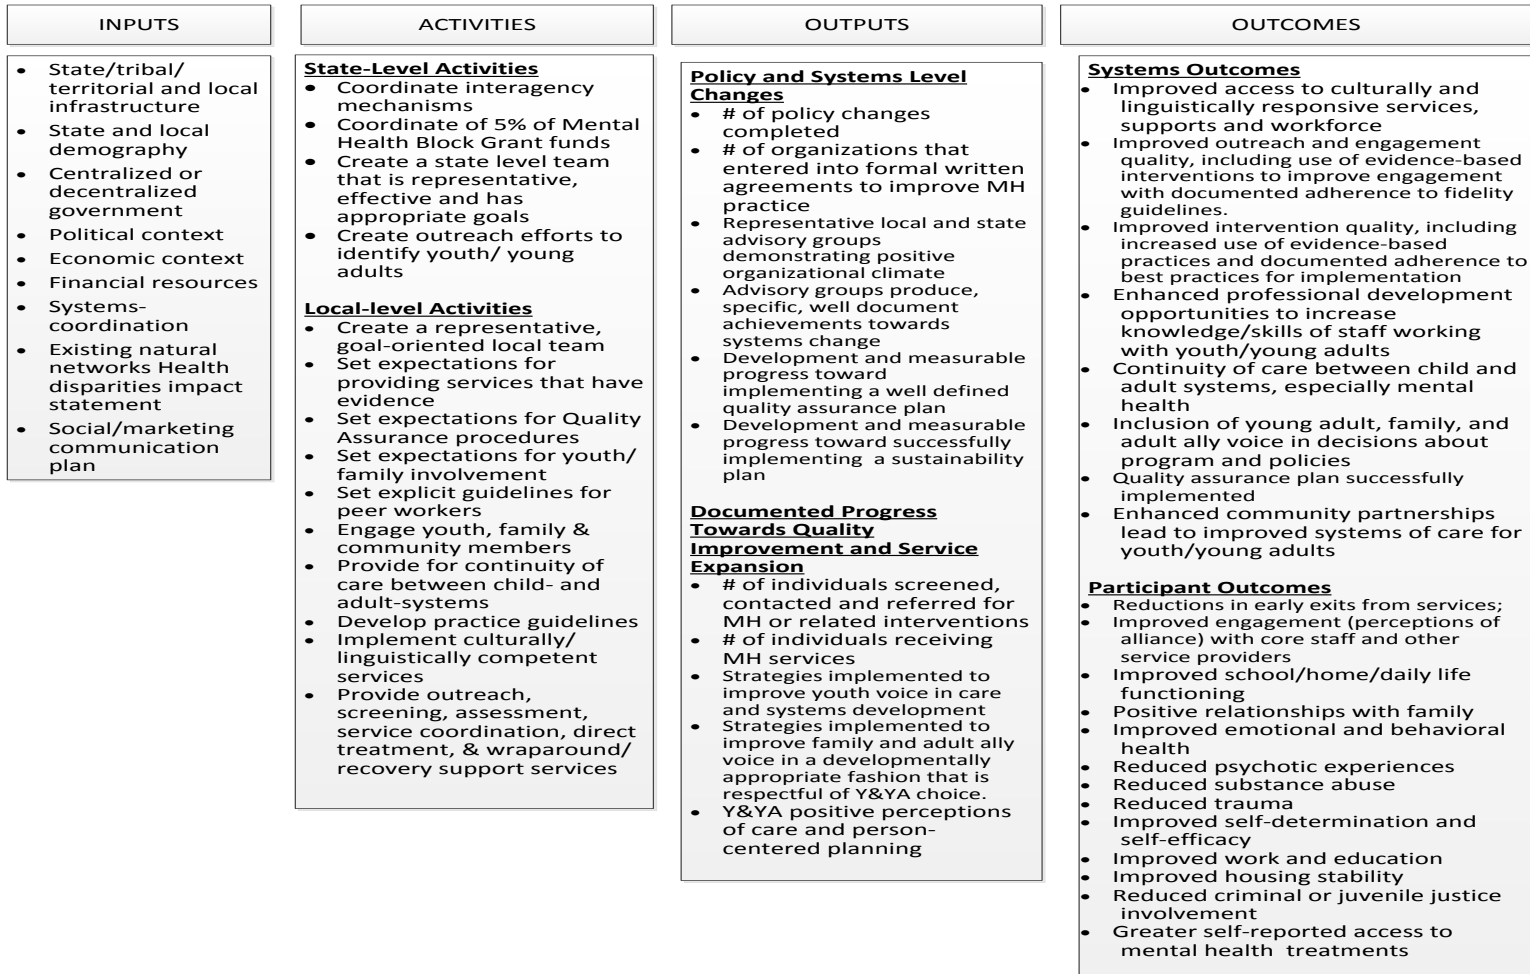 INPUTS
• State/tribal/
territorial and local
infrastructure
• State and local
demography
• Centralized or
decentralized
government
• Political context
• Economic context
• Financial resources
• Systems-
coordination
• Existing natural
networks Health
disparities impact
statement
• Social/marketing
communication
plan
ACTIVITIES
State-Level Activities
• Coordinate interagency
mechanisms
• Coordinate of 5% of Mental
Health Block Grant funds
• Create a state level team
that is representative,
effective and has
appropriate goals
• Create outreach efforts to
identify youth/ young
adults
Local-level Activities
• Create a representative,
goal-oriented local team
• Set expectations for
providing services that have
evidence
• Set expectations for Quality
Assurance procedures
• Set expectations for youth/
family involvement
• Set explicit guidelines for
peer workers
• Engage youth, family &
community members
• Provide for continuity of
care between child- and
adult-systems
• Develop practice guidelines
• Implement culturally/
linguistically competent
services
• Provide outreach,
screening, assessment,
service coordination, direct
treatment, & wraparound/
recovery support services
OUTPUTS
Policy and Systems Level
Changes
• # of policy changes
completed
• # of organizations that
entered into formal written
agreements to improve MH
practice
• Representative local and state
advisory groups
demonstrating positive
organizational climate
• Advisory groups produce,
specific, well document
achievements towards
systems change
• Development and measurable
progress toward
implementing a well defined
quality assurance plan
• Development and measurable
progress toward successfully
implementing a sustainability
plan
Documented Progress
Towards Quality
Improvement and Service
Expansion
• # of individuals screened,
contacted and referred for
MH or related interventions
• # of individuals receiving
MH services
• Strategies implemented to
improve youth voice in care
and systems development
• Strategies implemented to
improve family and adult ally
voice in a developmentally
appropriate fashion that is
respectful of Y&YA choice.
• Y&YA positive perceptions
of care and person-
centered planning
OUTCOMES
Systems Outcomes
• Improved access to culturally and
linguistically responsive services,
supports and workforce
• Improved outreach and engagement
quality, including use of evidence-based
interventions to improve engagement
with documented adherence to fidelity
guidelines.
• Improved intervention quality, including
increased use of evidence-based
practices and documented adherence to
best practices for implementation
• Enhanced professional development
opportunities to increase
knowledge/skills of staff working
with youth/young adults
• Continuity of care between child and
adult systems, especially mental
health
• Inclusion of young adult, family, and
adult ally voice in decisions about
program and policies
• Quality assurance plan successfully
implemented
• Enhanced community partnerships
lead to improved systems of care for
youth/young adults
Participant Outcomes
• Reductions in early exits from services;
• Improved engagement (perceptions of
alliance) with core staff and other
service providers
• Improved school/home/daily life
functioning
• Positive relationships with family
• Improved emotional and behavioral
health
• Reduced psychotic experiences
• Reduced substance abuse
• Reduced trauma
• Improved self-determination and
self-efficacy
• Improved work and education
• Improved housing stability
• Reduced criminal or juvenile justice
involvement
• Greater self-reported access to
mental health treatments